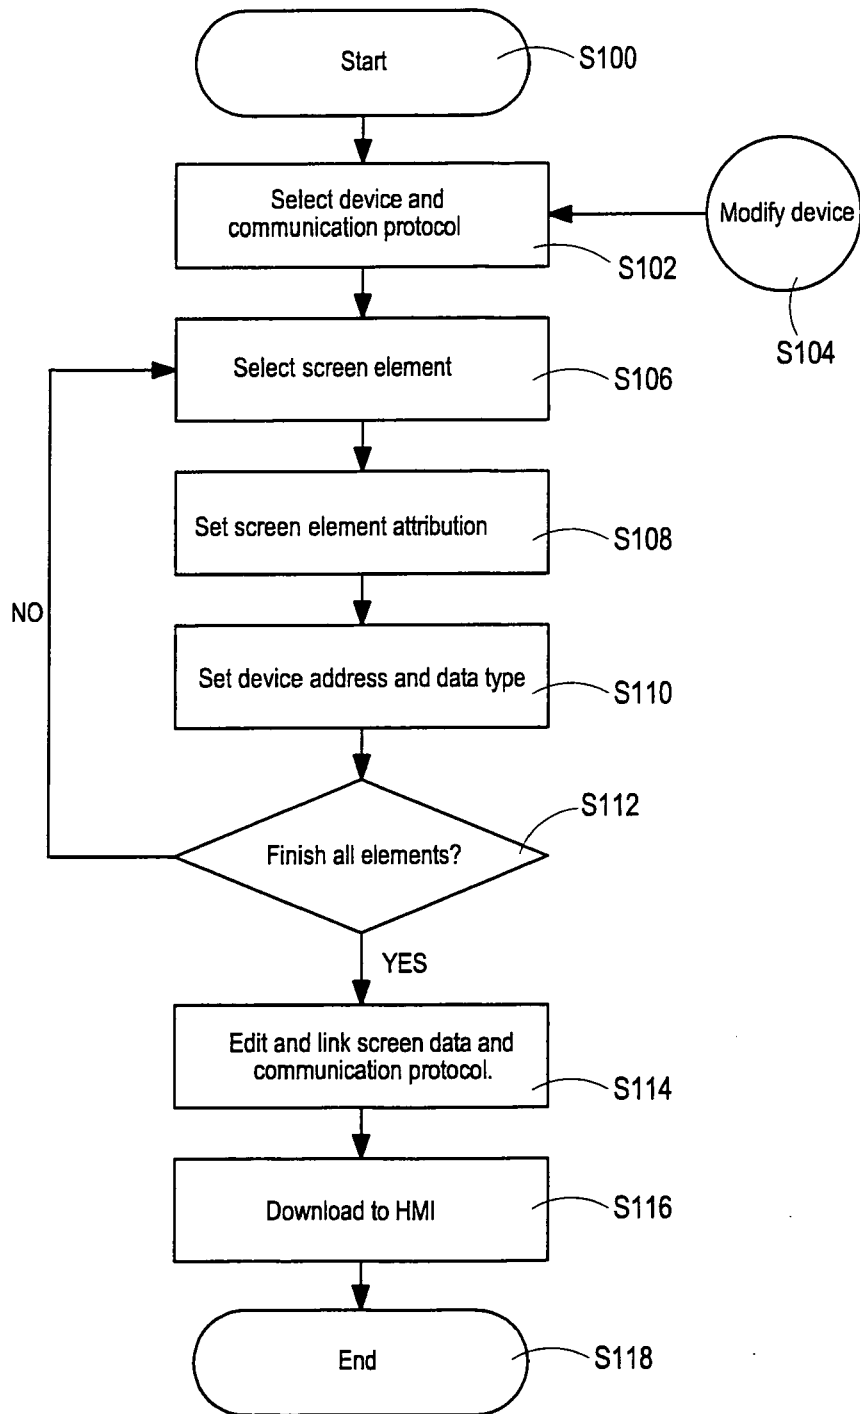 Start
S100
Select device and
communication protocol
S102
Modify device
S104
Select screen element
S106
Set screen element attribution
S108
NO
Set device address and data type
S110
Finish all elements?
S112
YES
Edit and link screen data and
communication protocol.
S114
Download to HMI
S116
End
S118